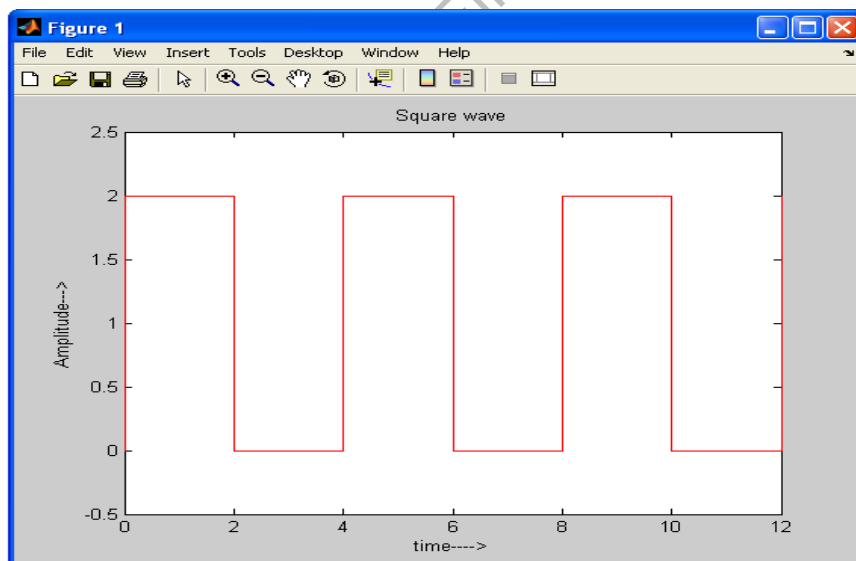 Figure 1
File Edit View Insert Tools Desktop Window Help
Square wave
2.5
2
1.5
1
0.5
0
-0.5
Amplitude--->
0 2 4 6 8 10 12
time---->